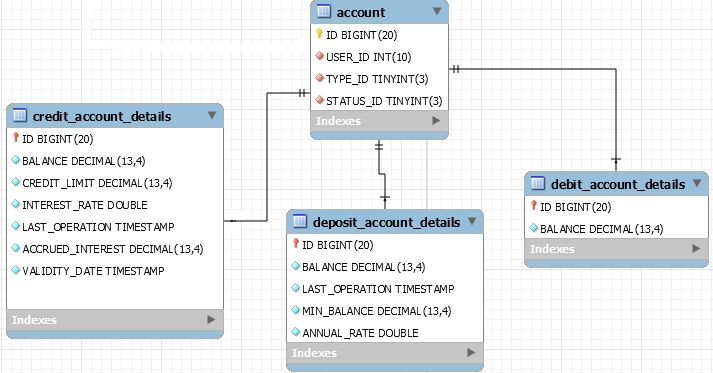 account
ID BIGINT(20)
USER_ID INT(10)
TYPE_ID TINYINT(3)
STATUS_ID TINYINT(3)
Indexes
credit_account_details
ID BIGINT(20)
BALANCE DECIMAL(13,4)
CREDIT_LIMIT DECIMAL(13,4)
INTEREST_RATE DOUBLE
LAST_OPERATION TIMESTAMP
ACCRUED_INTEREST DECIMAL(13,4)
VALIDITY_DATE TIMESTAMP
Indexes
deposit_account_details
ID BIGINT(20)
BALANCE DECIMAL(13,4)
LAST_OPERATION TIMESTAMP
MIN_BALANCE DECIMAL(13,4)
ANNUAL_RATE DOUBLE
Indexes
debit_account_details
ID BIGINT(20)
BALANCE DECIMAL(13,4)
Indexes